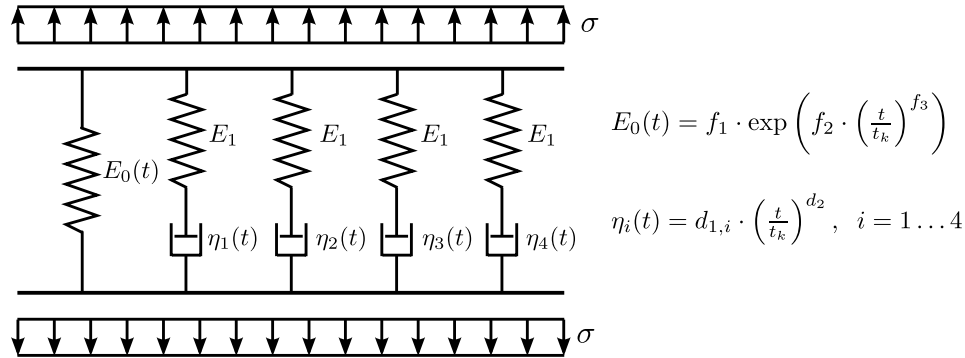 σ
E₀(t) = f₁ · exp ( f₂ · (t/tₖ)^f₃ )
E₁ E₁ E₁ E₁
E₀(t)
η₁(t) η₂(t) η₃(t) η₄(t)
ηᵢ(t) = d₁,ᵢ · (t/tₖ)^d₂ , i = 1 … 4
σ